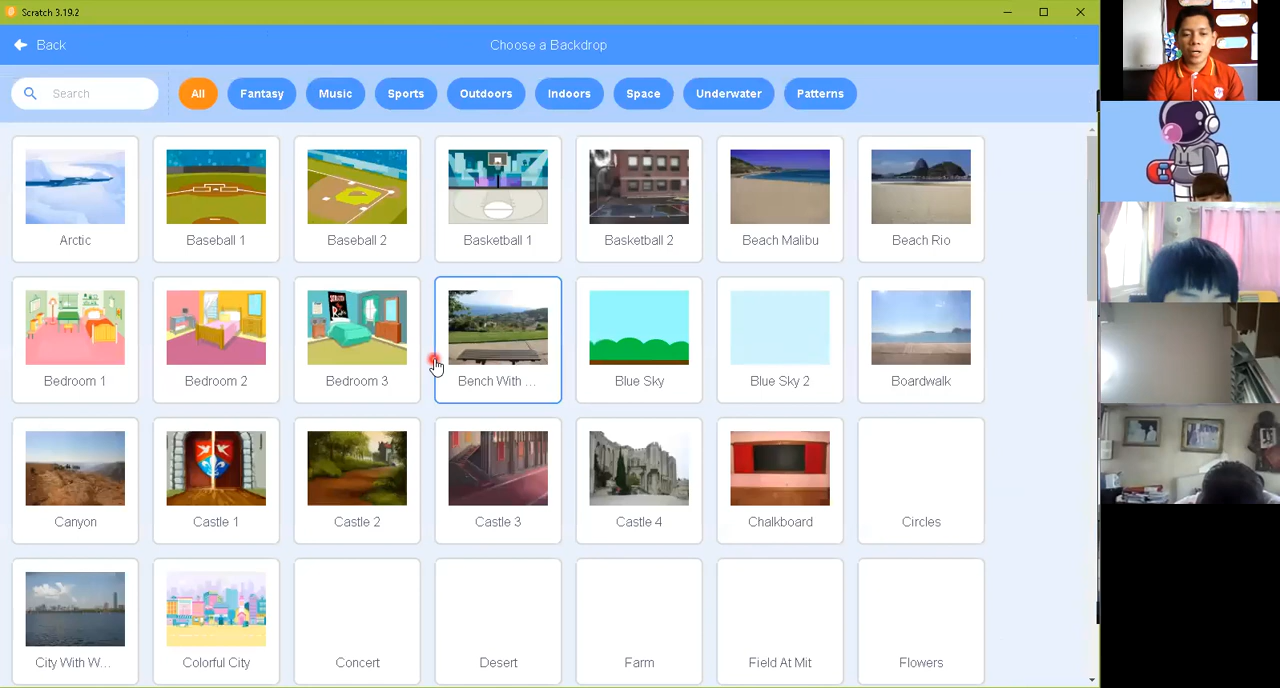 Scratch 3.19.2
Back
Choose a Backdrop
Search
All Fantasy Music Sports Outdoors Indoors Space Underwater Patterns
Arctic Baseball 1 Baseball 2 Basketball 1 Basketball 2 Beach Malibu Beach Rio
Bedroom 1 Bedroom 2 Bedroom 3 Bench With ... Blue Sky Blue Sky 2 Boardwalk
Canyon Castle 1 Castle 2 Castle 3 Castle 4 Chalkboard Circles
City With W... Colorful City Concert Desert Farm Field At Mit Flowers